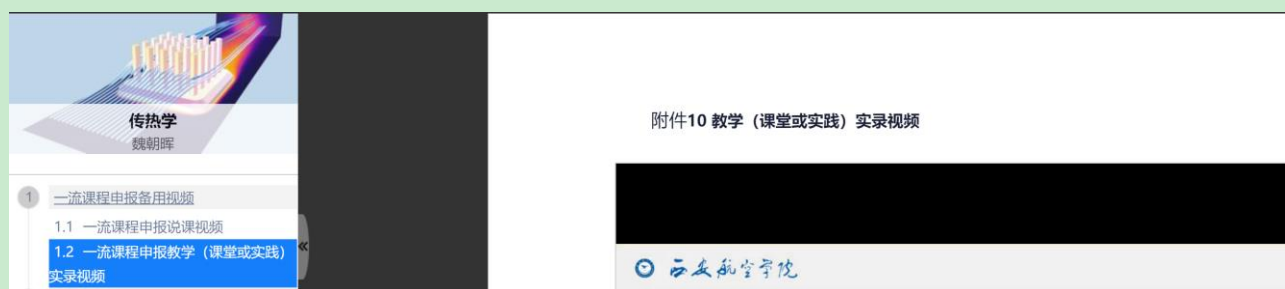 传热学
魏朝晖
1 一流课程申报备用视频
1.1 一流课程申报说课视频
1.2 一流课程申报教学（课堂或实践）
实录视频
«
附件10 教学（课堂或实践）实录视频
西安航空学院